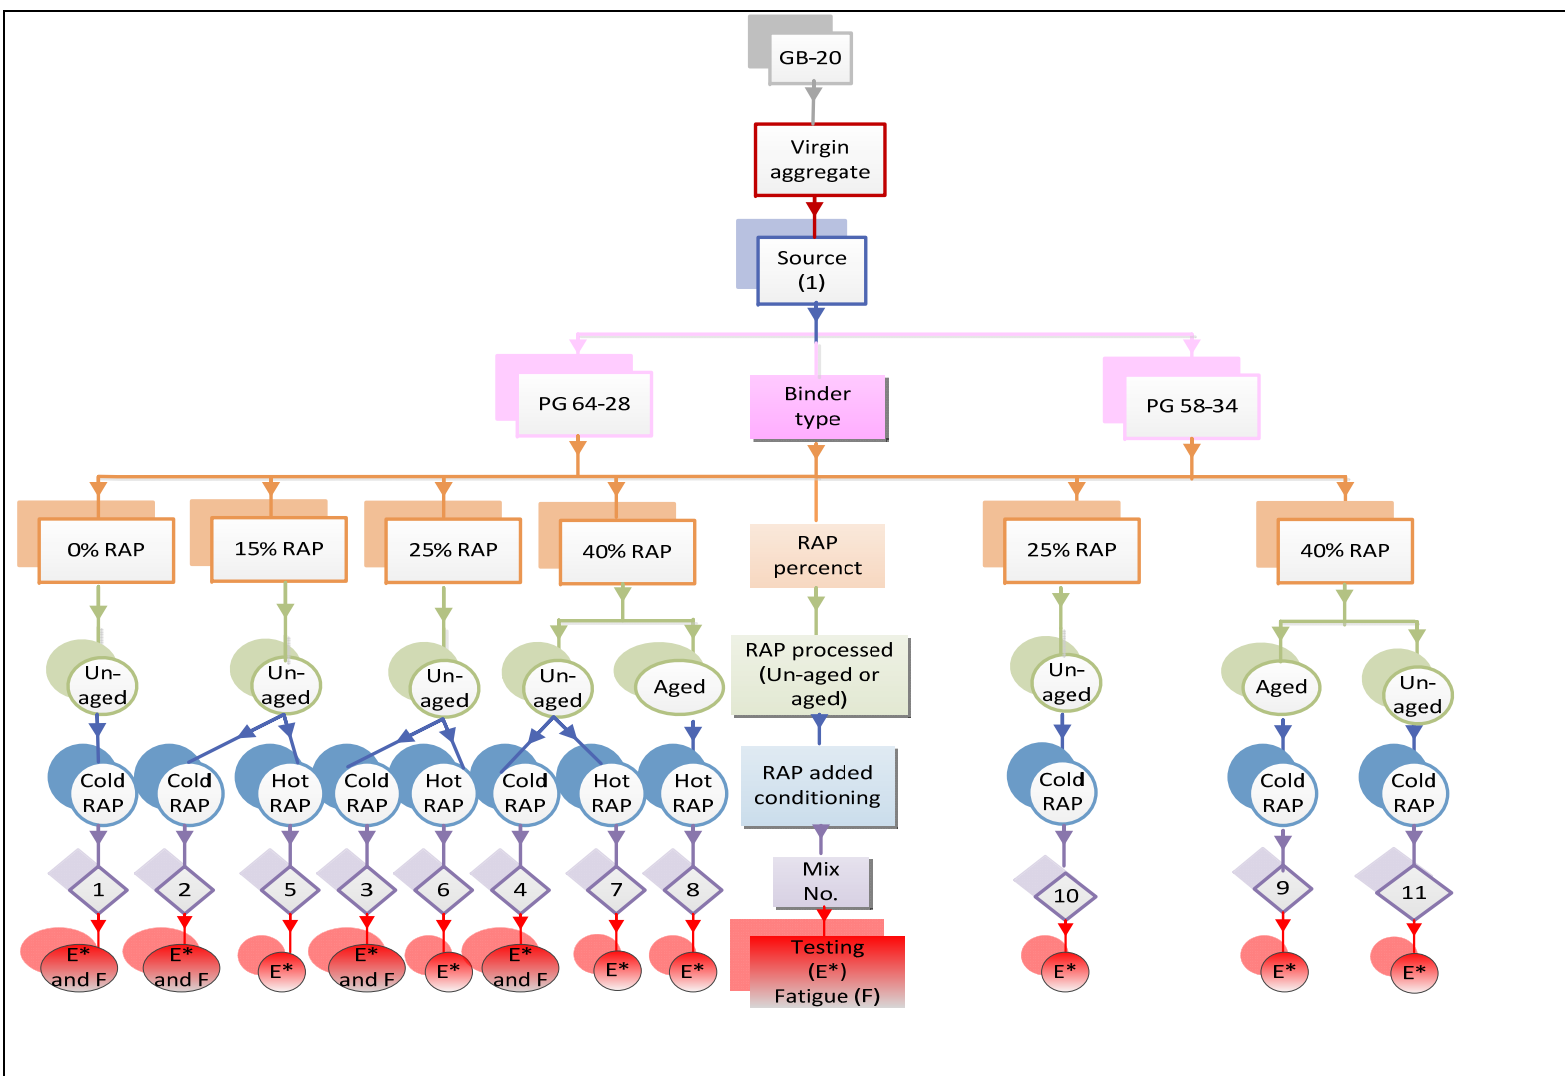 GB-20
Virgin
aggregate
Source
(1)
PG 64-28
Binder
type
PG 58-34
0% RAP
15% RAP
25% RAP
40% RAP
RAP
percenct
25% RAP
40% RAP
Un-
aged
Un-
aged
Un-
aged
Un-
aged
Aged
RAP processed
(Un-aged or
aged)
Un-
aged
Aged
Un-
aged
Cold
RAP
Cold
RAP
Hot
RAP
Cold
RAP
Hot
RAP
Cold
RAP
Hot
RAP
Hot
RAP
RAP added
conditioning
Cold
RAP
Cold
RAP
Cold
RAP
1
2
5
3
6
4
7
8
Mix
No.
10
9
11
E*
and F
E*
and F
E*
E*
and F
E*
E*
and F
E*
E*
Testing
(E*)
Fatigue (F)
E*
E*
E*